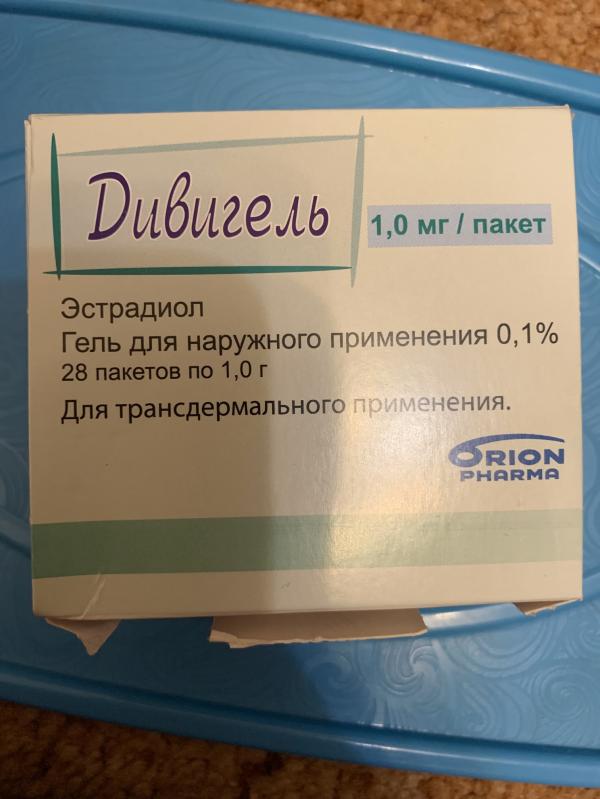 Дивигель
1,0 мг / пакет
Эстрадиол
Гель для наружного применения 0,1%
28 пакетов по 1,0 г
Для трансдермального применения.
ORION
PHARMA